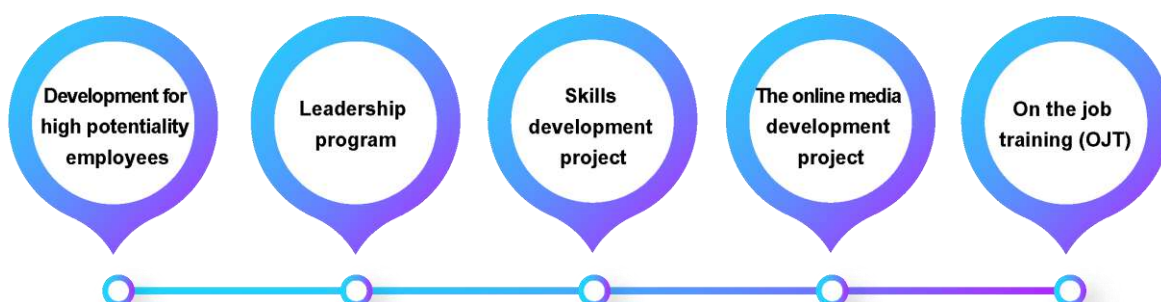 Development for
high potentiality
employees
Leadership
program
Skills
development
project
The online media
development
project
On the job
training (OJT)